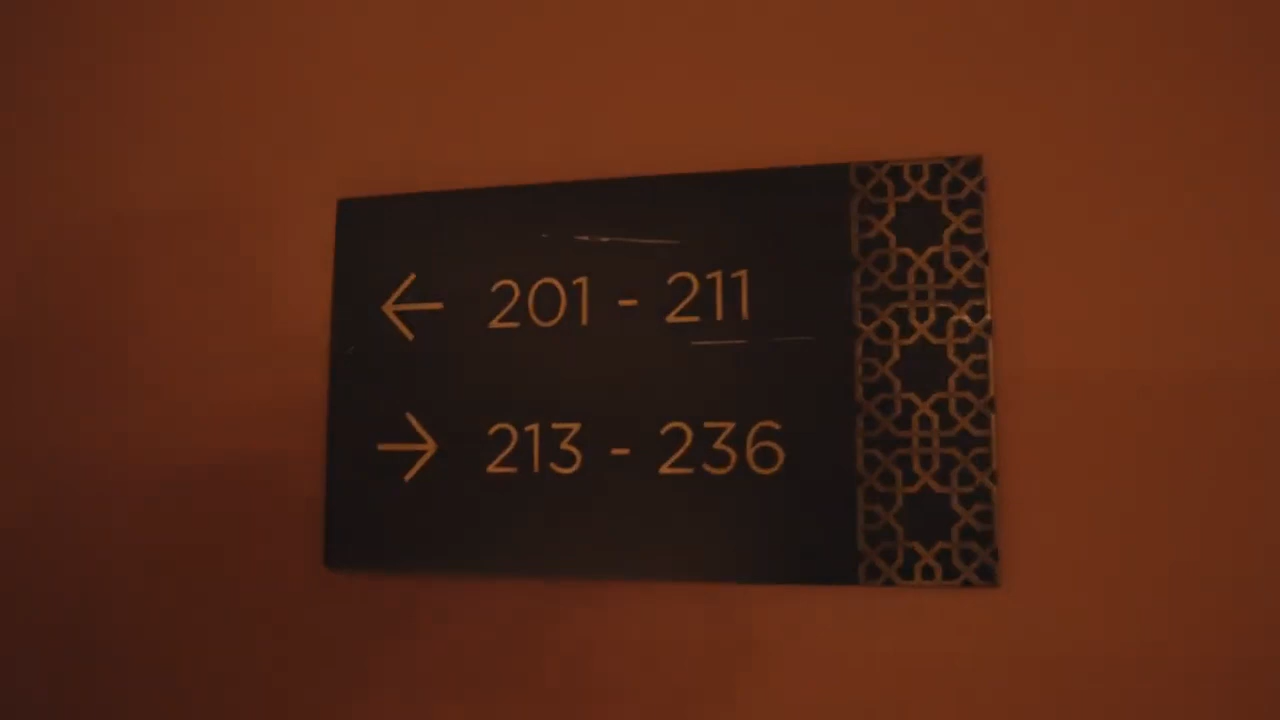 ← 201 - 211
→ 213 - 236